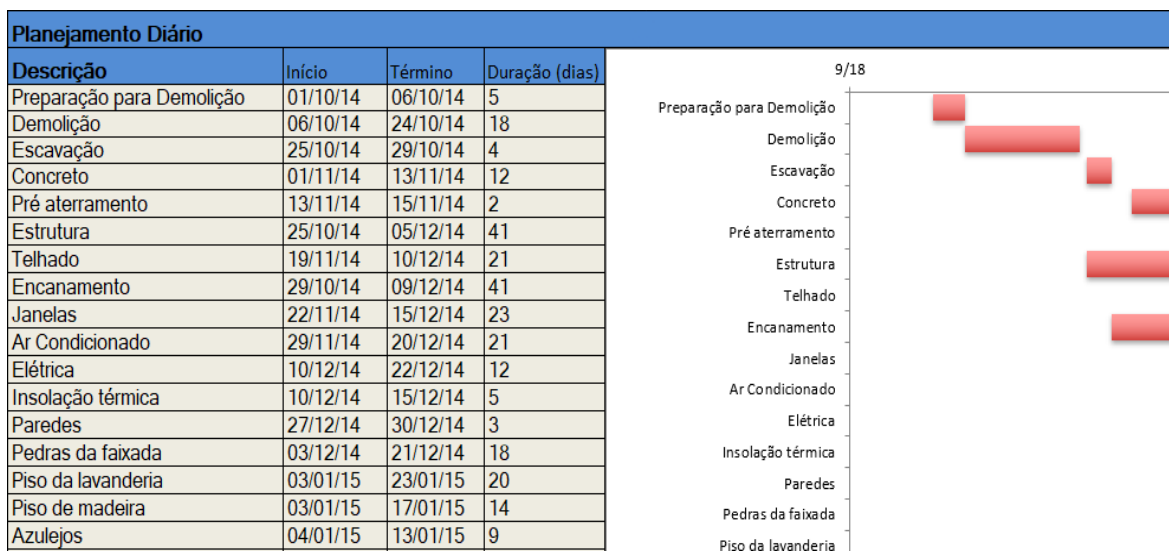 Planejamento Diário
Descrição Início Término Duração (dias)
Preparação para Demolição 01/10/14 06/10/14 5
Demolição 06/10/14 24/10/14 18
Escavação 25/10/14 29/10/14 4
Concreto 01/11/14 13/11/14 12
Pré aterramento 13/11/14 15/11/14 2
Estrutura 25/10/14 05/12/14 41
Telhado 19/11/14 10/12/14 21
Encanamento 29/10/14 09/12/14 41
Janelas 22/11/14 15/12/14 23
Ar Condicionado 29/11/14 20/12/14 21
Elétrica 10/12/14 22/12/14 12
Insolação térmica 10/12/14 15/12/14 5
Paredes 27/12/14 30/12/14 3
Pedras da faixada 03/12/14 21/12/14 18
Piso da lavanderia 03/01/15 23/01/15 20
Piso de madeira 03/01/15 17/01/15 14
Azulejos 04/01/15 13/01/15 9
9/18
Preparação para Demolição
Demolição
Escavação
Concreto
Pré aterramento
Estrutura
Telhado
Encanamento
Janelas
Ar Condicionado
Elétrica
Insolação térmica
Paredes
Pedras da faixada
Piso da lavanderia